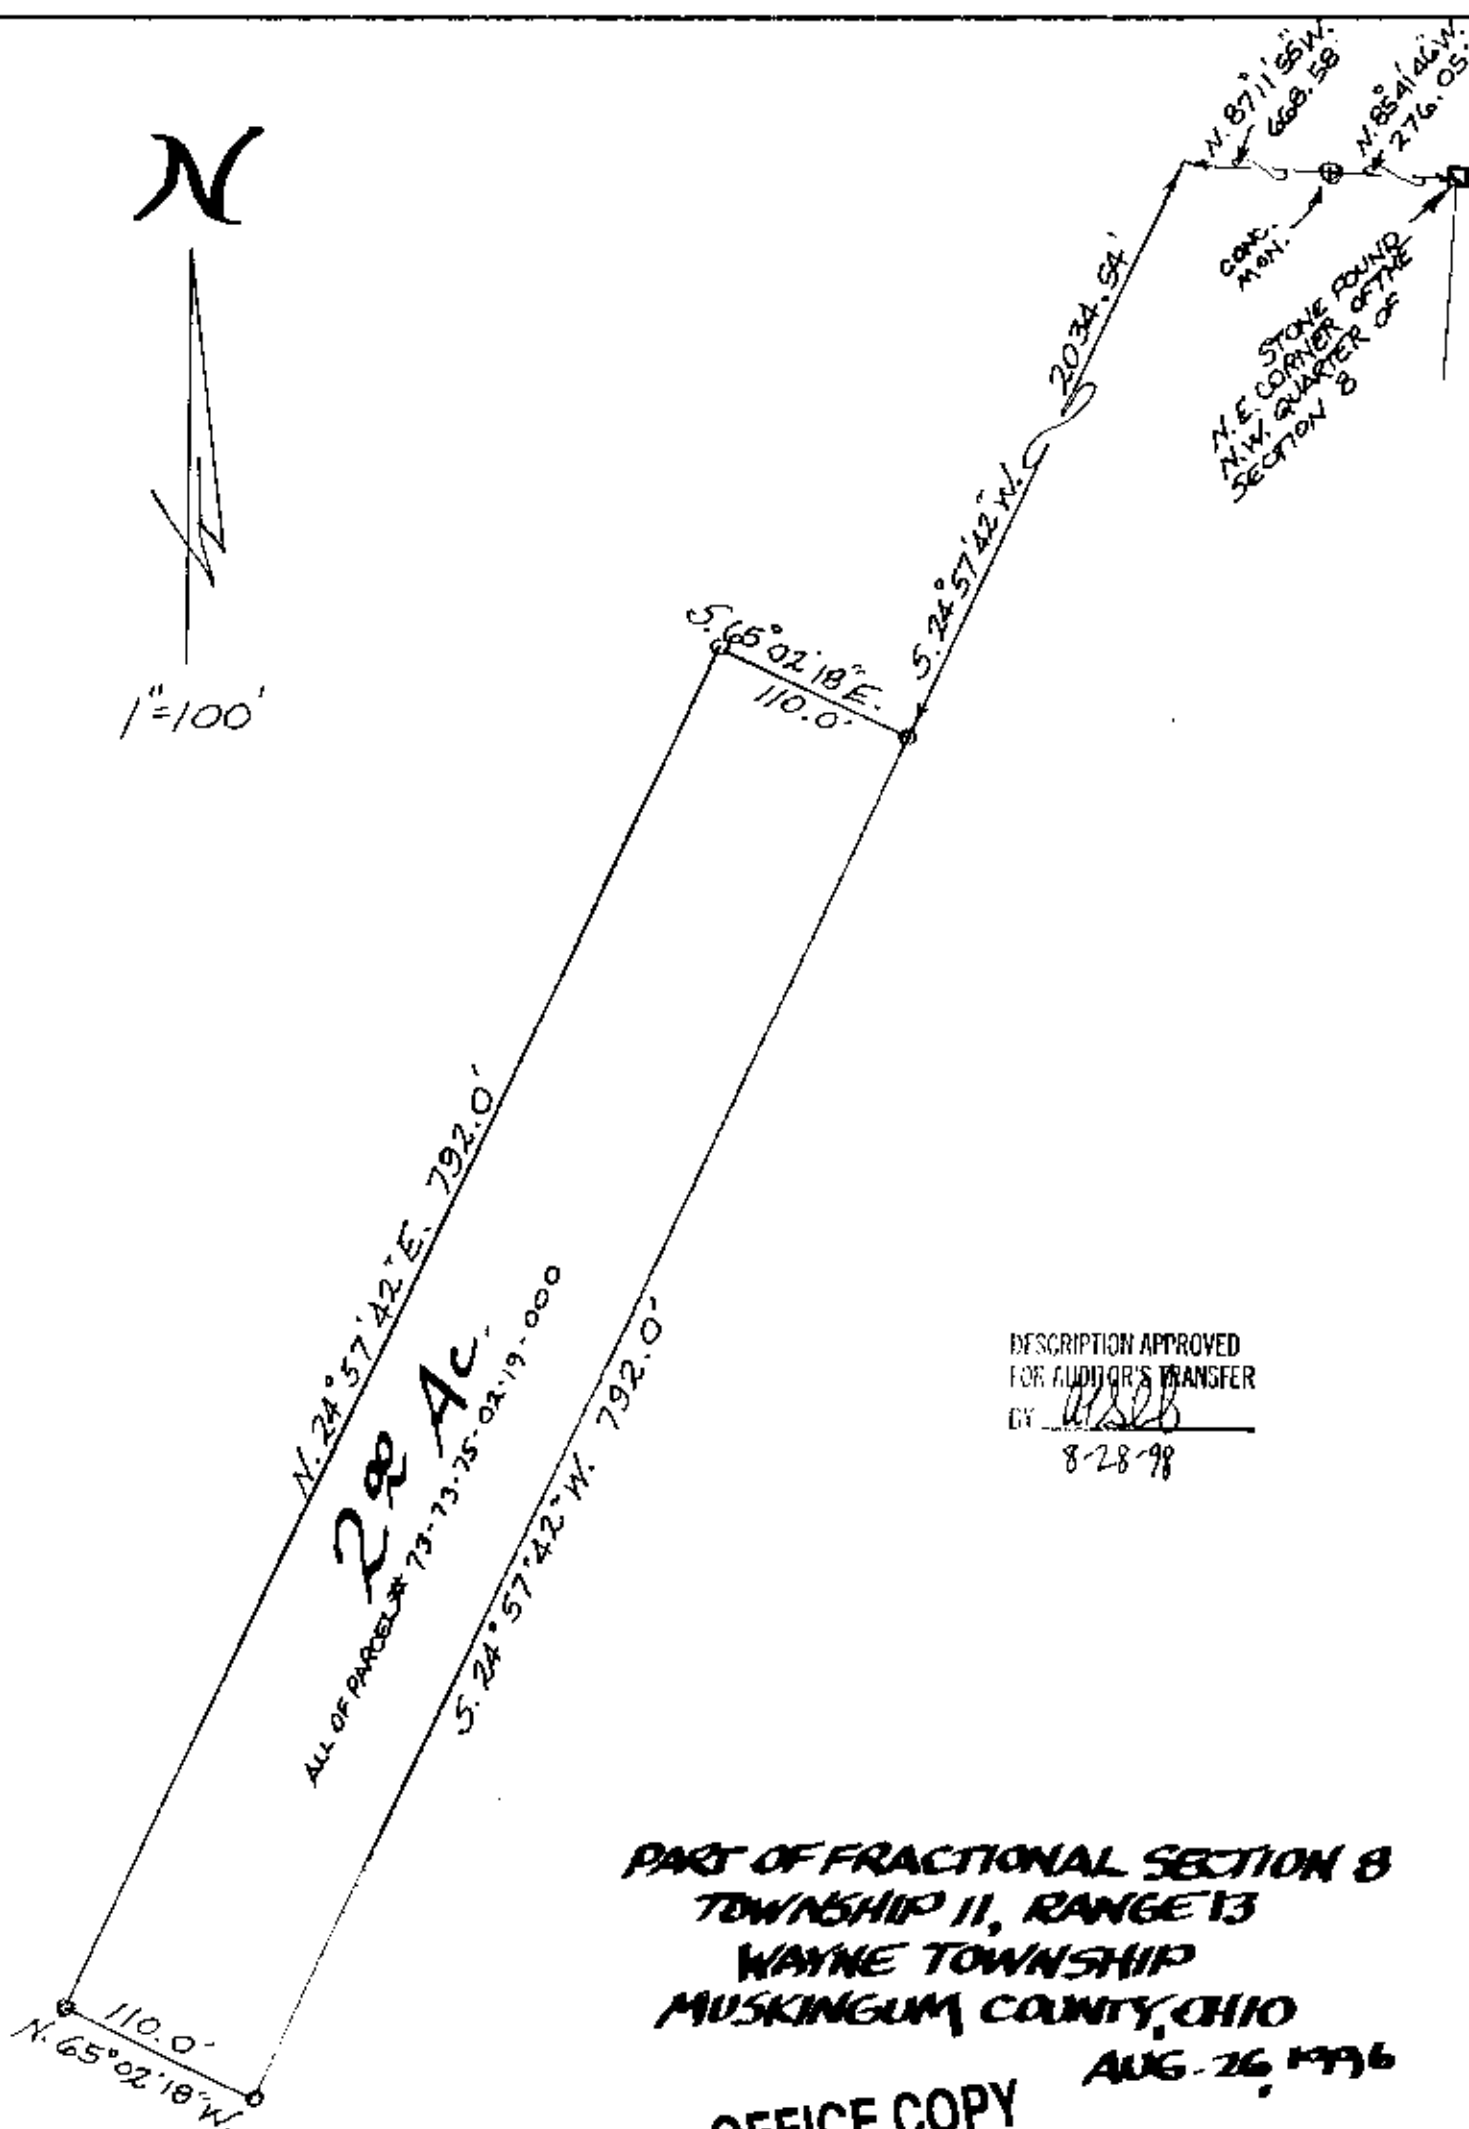 N
1"=100'
N. 87°11'55"W.
668.58
N. 85°41'46"W.
276.05
CONC.
MON.
STONE FOUND
N.E. CORNER OF THE
N.W. QUARTER OF
SECTION 8
2034.54'
S. 24°57'42"W.
S. 65°02'18"E.
110.0'
N. 24°57'42"E. 792.0'
2.00 Ac.
ALL OF PARCEL # 73-73-75-02-19-000
S. 24°57'42"W. 792.0'
DESCRIPTION APPROVED
FOR AUDITOR'S TRANSFER
BY
8-28-98
110.0'
N. 65°02'18"W.
PART OF FRACTIONAL SECTION 8
TOWNSHIP 11, RANGE 13
WAYNE TOWNSHIP
MUSKINGUM COUNTY, OHIO
AUG. 26, 1996
OFFICE COPY